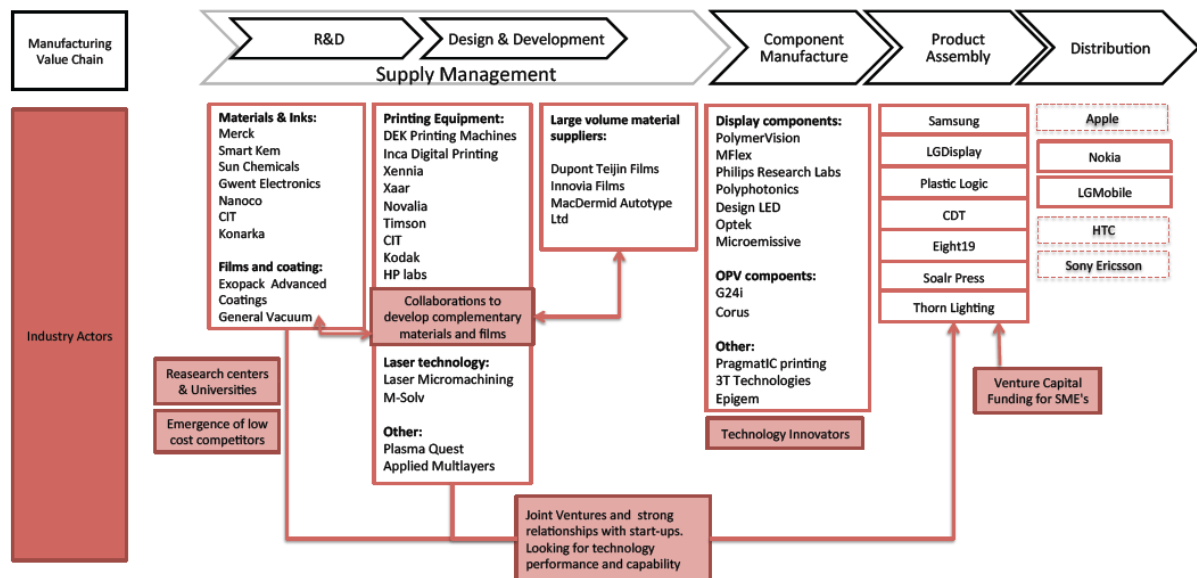 Manufacturing
Value Chain
R&D
Design & Development
Supply Management
Component
Manufacture
Product
Assembly
Distribution
Industry Actors
Materials & Inks:
Merck
Smart Kem
Sun Chemicals
Gwent Electronics
Nanoco
CIT
Konarka
Films and coating:
Exopack Advanced
Coatings
General Vacuum
Reasearch centers
& Universities
Emergence of low
cost competitors
Printing Equipment:
DEK Printing Machines
Inca Digital Printing
Xennia
Xaar
Novalia
Timson
CIT
Kodak
HP labs
Collaborations to
develop complementary
materials and films
Laser technology:
Laser Micromachining
M-Solv
Other:
Plasma Quest
Applied Multilayers
Large volume material
suppliers:
Dupont Teijin Films
Innovia Films
MacDermid Autotype
Ltd
Display components:
PolymerVision
MFlex
Philips Research Labs
Polyphotonics
Design LED
Optek
Microemissive
OPV compoents:
G24i
Corus
Other:
PragmatIC printing
3T Technologies
Epigem
Technology Innovators
Samsung
LGDisplay
Plastic Logic
CDT
Eight19
Soalr Press
Thorn Lighting
Venture Capital
Funding for SME's
Apple
Nokia
LGMobile
HTC
Sony Ericsson
Joint Ventures and strong
relationships with start-ups.
Looking for technology
performance and capability